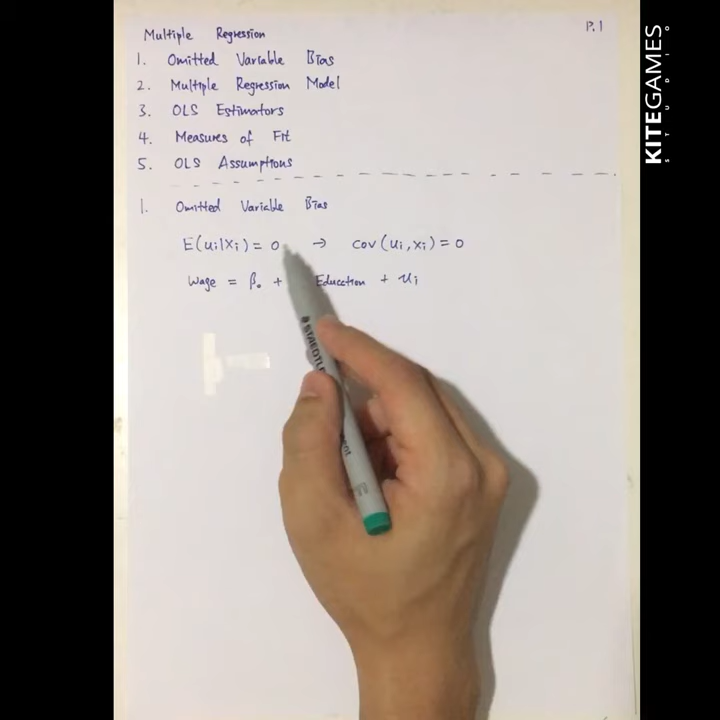 P.1
Multiple Regression
1. Omitted Variable Bias
2. Multiple Regression Model
3. OLS Estimators
4. Measures of Fit
5. OLS Assumptions
1. Omitted Variable Bias
E(ui|xi) = 0 → cov(ui, xi) = 0
Wage = β₀ + Education + ui
STAEDTLER
KITEGAMES
STUDIO